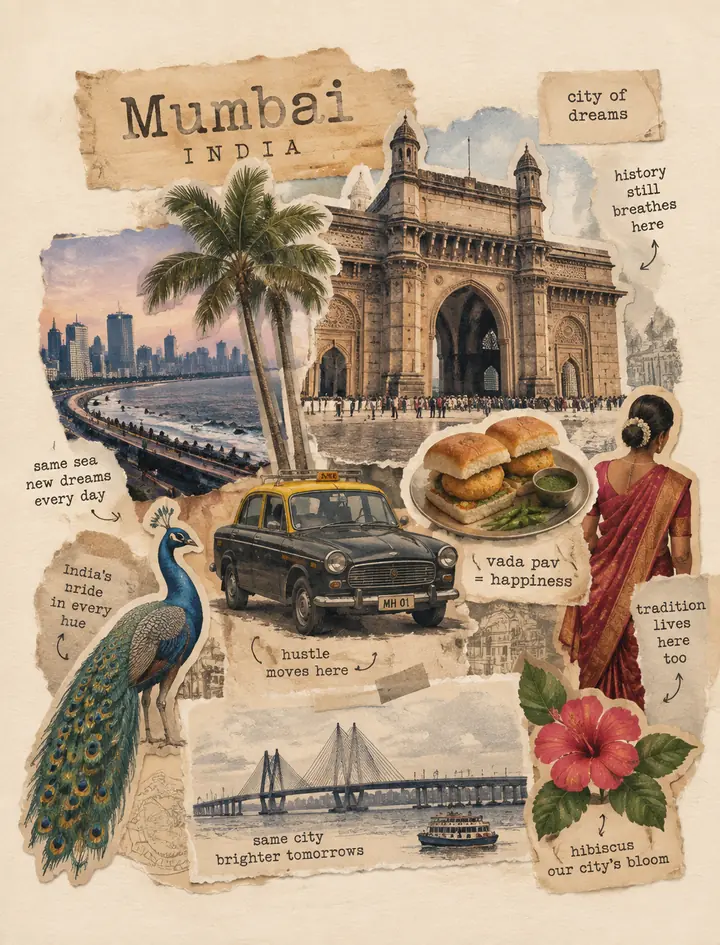 Mumbai
INDIA
city of
dreams
history
still
breathes
here
same sea
new dreams
every day
vada pav
= happiness
India's
pride
in every
hue
MH 01
hustle
moves here
tradition
lives
here
too
same city
brighter tomorrows
hibiscus
our city's bloom